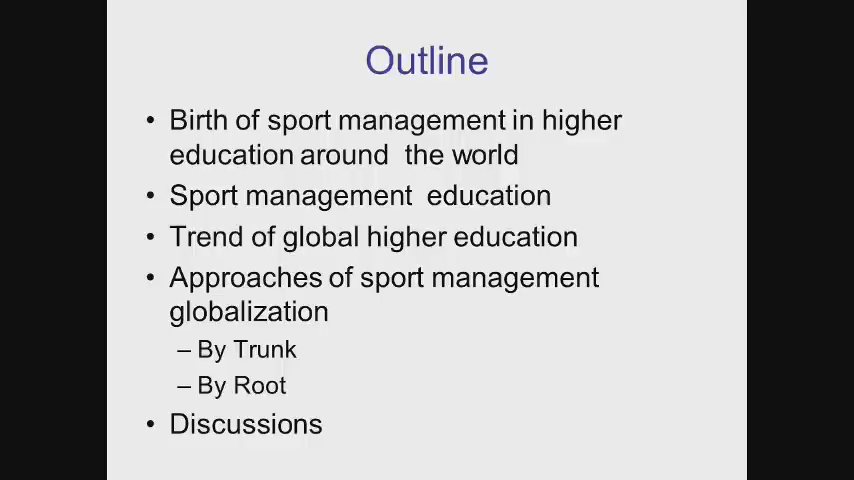 Outline
• Birth of sport management in higher
education around the world
• Sport management education
• Trend of global higher education
• Approaches of sport management
globalization
– By Trunk
– By Root
• Discussions